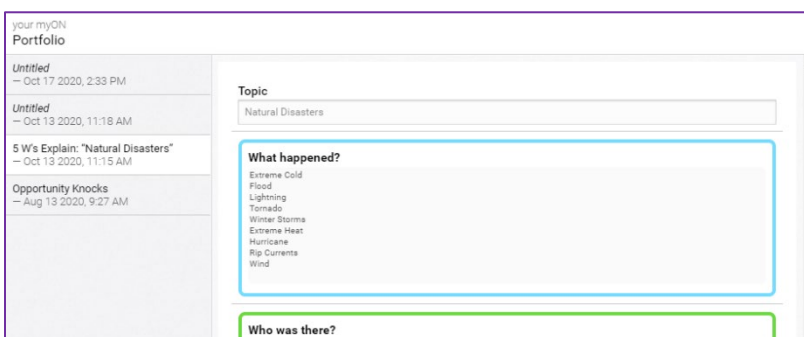 your myON
Portfolio
Untitled
— Oct 17 2020, 2:33 PM
Untitled
— Oct 13 2020, 11:18 AM
5 W's Explain: "Natural Disasters"
— Oct 13 2020, 11:15 AM
Opportunity Knocks
— Aug 13 2020, 9:27 AM
Topic
Natural Disasters
What happened?
Extreme Cold
Flood
Lightning
Tornado
Winter Storms
Extreme Heat
Hurricane
Rip Currents
Wind
Who was there?